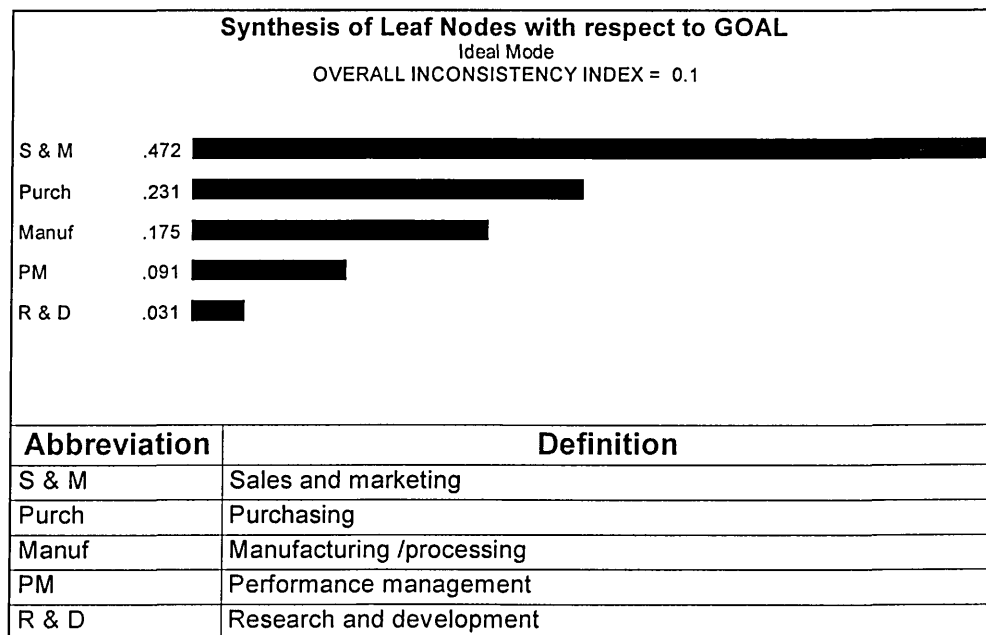 Synthesis of Leaf Nodes with respect to GOAL
Ideal Mode
OVERALL INCONSISTENCY INDEX = 0.1
S & M .472
Purch .231
Manuf .175
PM .091
R & D .031
Abbreviation Definition
S & M Sales and marketing
Purch Purchasing
Manuf Manufacturing /processing
PM Performance management
R & D Research and development